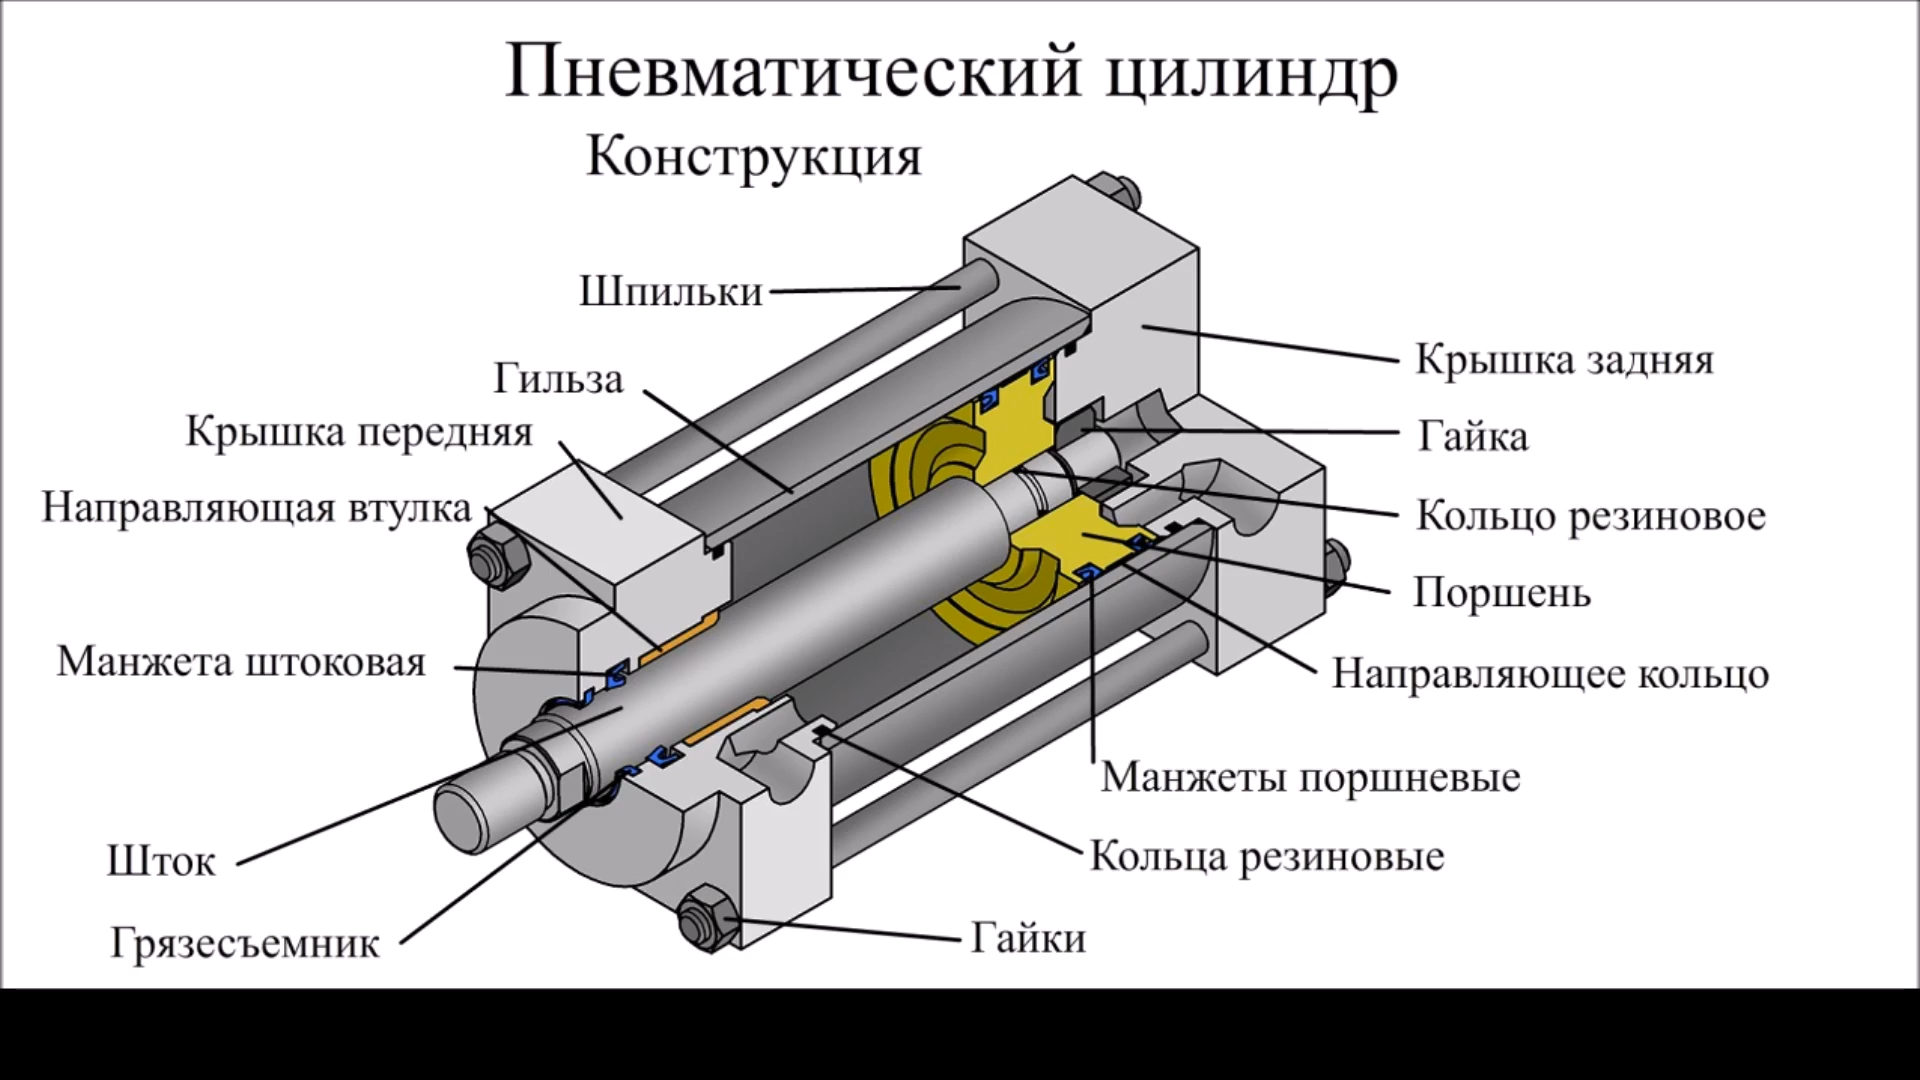 Пневматический цилиндр
Конструкция
Шпильки
Гильза
Крышка передняя
Направляющая втулка
Манжета штоковая
Шток
Грязесъемник
Крышка задняя
Гайка
Кольцо резиновое
Поршень
Направляющее кольцо
Манжеты поршневые
Кольца резиновые
Гайки